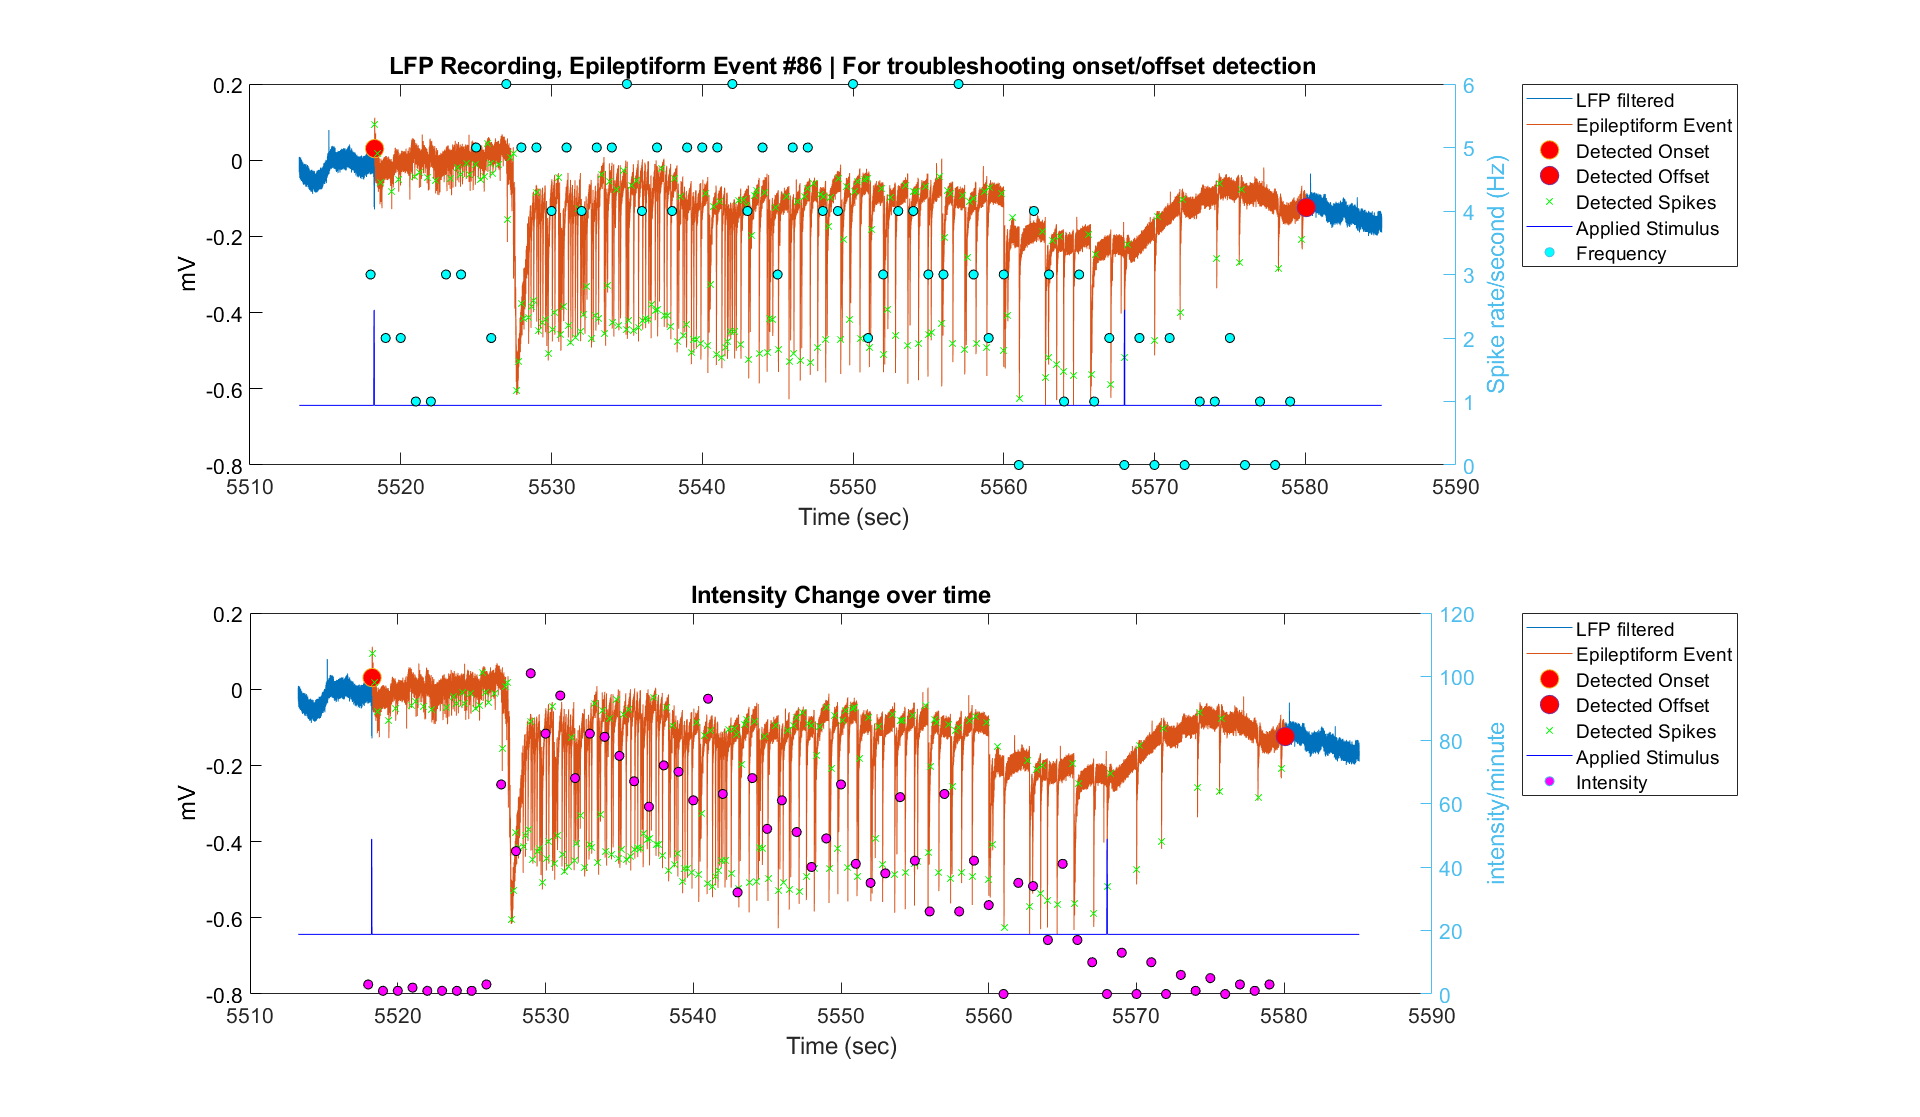 LFP Recording, Epileptiform Event #86 | For troubleshooting onset/offset detection
0.2
0
-0.2
-0.4
-0.6
-0.8
mV
5510 5520 5530 5540 5550 5560 5570 5580 5590
Time (sec)
6
5
4
3
2
1
0
Spike rate/second (Hz)
LFP filtered
Epileptiform Event
Detected Onset
Detected Offset
Detected Spikes
Applied Stimulus
Frequency
Intensity Change over time
0.2
0
-0.2
-0.4
-0.6
-0.8
mV
5510 5520 5530 5540 5550 5560 5570 5580 5590
Time (sec)
120
100
80
60
40
20
0
intensity/minute
LFP filtered
Epileptiform Event
Detected Onset
Detected Offset
Detected Spikes
Applied Stimulus
Intensity